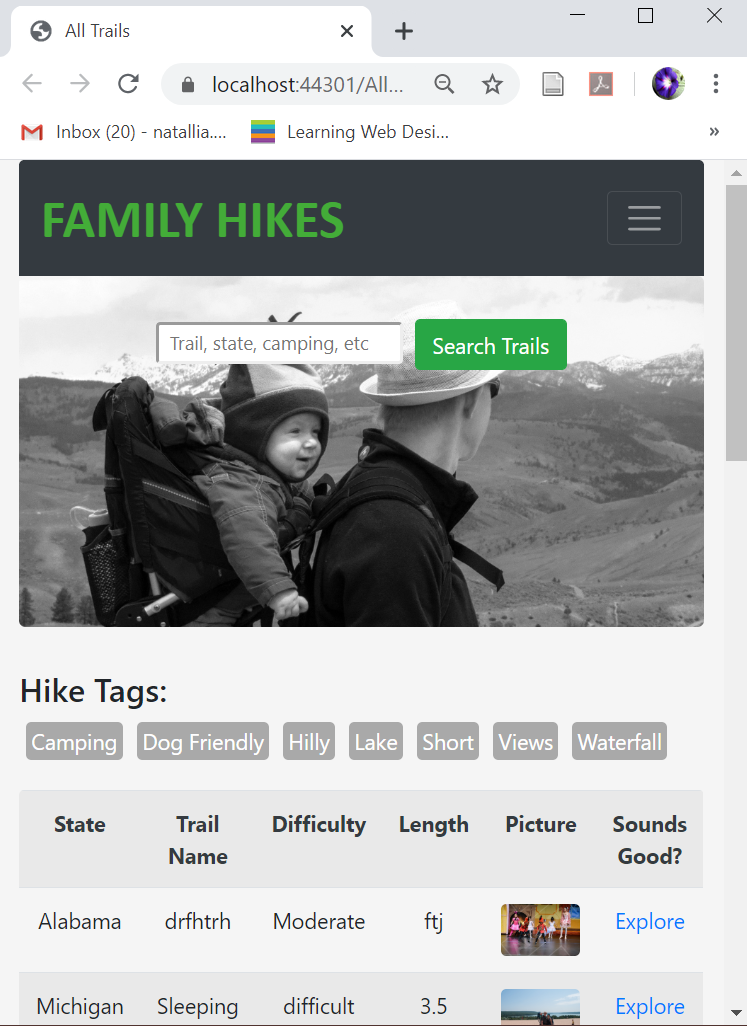 All Trails
localhost:44301/All...
Inbox (20) - natallia....
Learning Web Desi...
»
FAMILY HIKES
Trail, state, camping, etc
Search Trails
Hike Tags:
Camping Dog Friendly Hilly Lake Short Views Waterfall
State Trail Name Difficulty Length Picture Sounds Good?
Alabama drfhtrh Moderate ftj Explore
Michigan Sleeping difficult 3.5 Explore